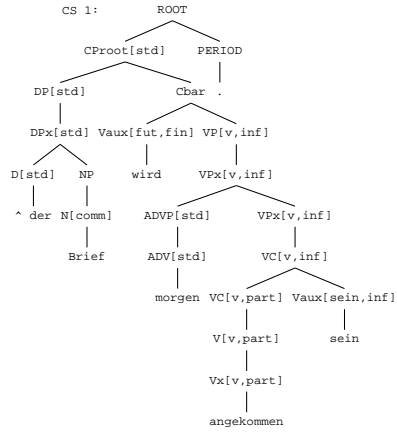 CS 1: ROOT
CProot[std] PERIOD
DP[std] Cbar .
DPx[std] Vaux[fut,fin] VP[v,inf]
D[std] NP wird VPx[v,inf]
^ der N[comm] ADVP[std] VPx[v,inf]
Brief ADV[std] VC[v,inf]
morgen VC[v,part] Vaux[sein,inf]
V[v,part] sein
Vx[v,part]
angekommen